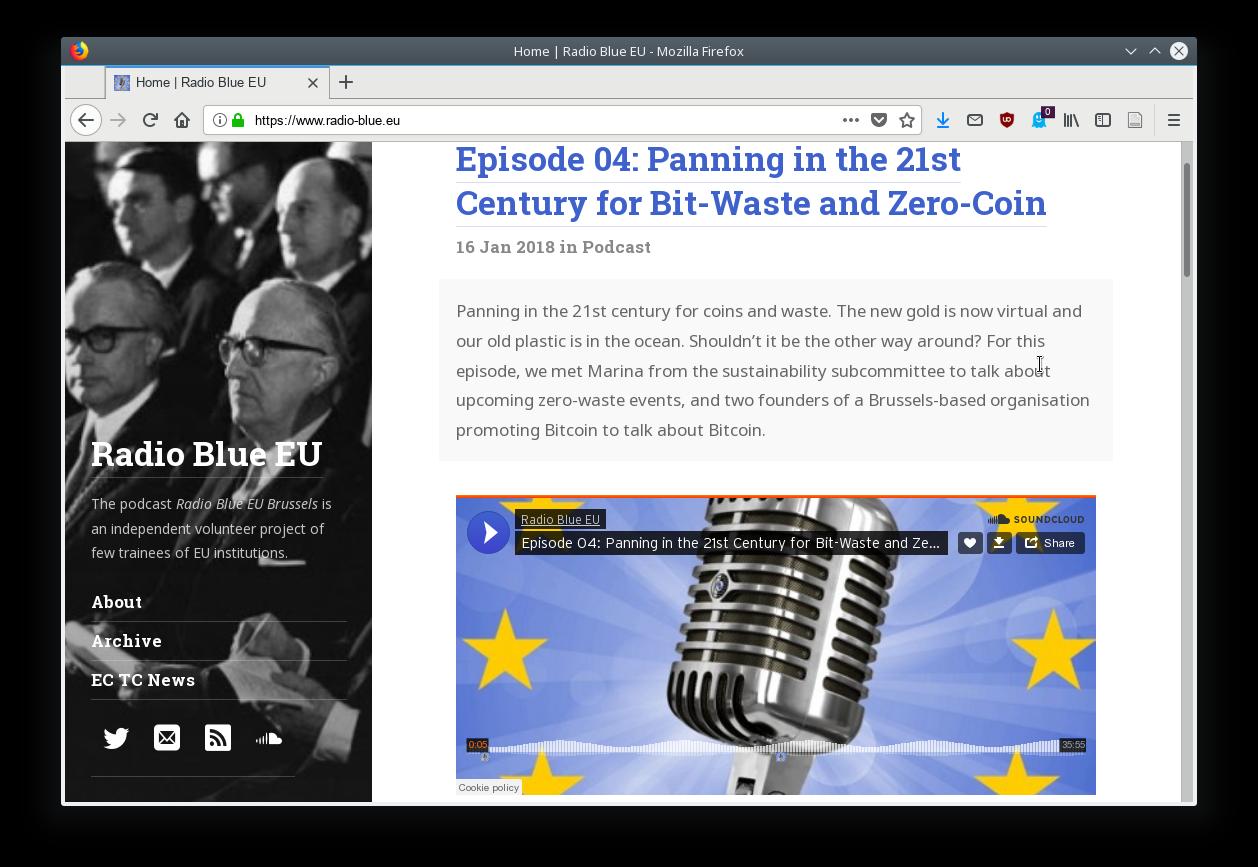 Home | Radio Blue EU - Mozilla Firefox
Home | Radio Blue EU
https://www.radio-blue.eu
0
Radio Blue EU
The podcast Radio Blue EU Brussels is
an independent volunteer project of
few trainees of EU institutions.
About
Archive
EC TC News
Episode 04: Panning in the 21st
Century for Bit-Waste and Zero-Coin
16 Jan 2018 in Podcast
Panning in the 21st century for coins and waste. The new gold is now virtual and
our old plastic is in the ocean. Shouldn’t it be the other way around? For this
episode, we met Marina from the sustainability subcommittee to talk about
upcoming zero-waste events, and two founders of a Brussels-based organisation
promoting Bitcoin to talk about Bitcoin.
Radio Blue EU
SOUNDCLOUD
Episode 04: Panning in the 21st Century for Bit-Waste and Ze...
Share
0:05
35:55
Cookie policy